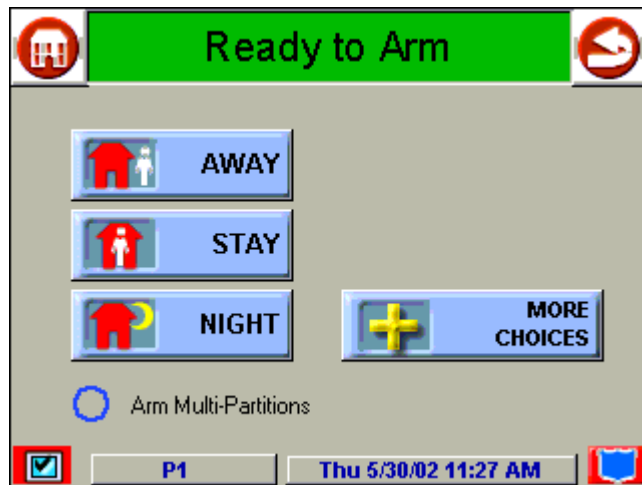 Ready to Arm
AWAY
STAY
NIGHT
MORE
CHOICES
Arm Multi-Partitions
P1
Thu 5/30/02 11:27 AM